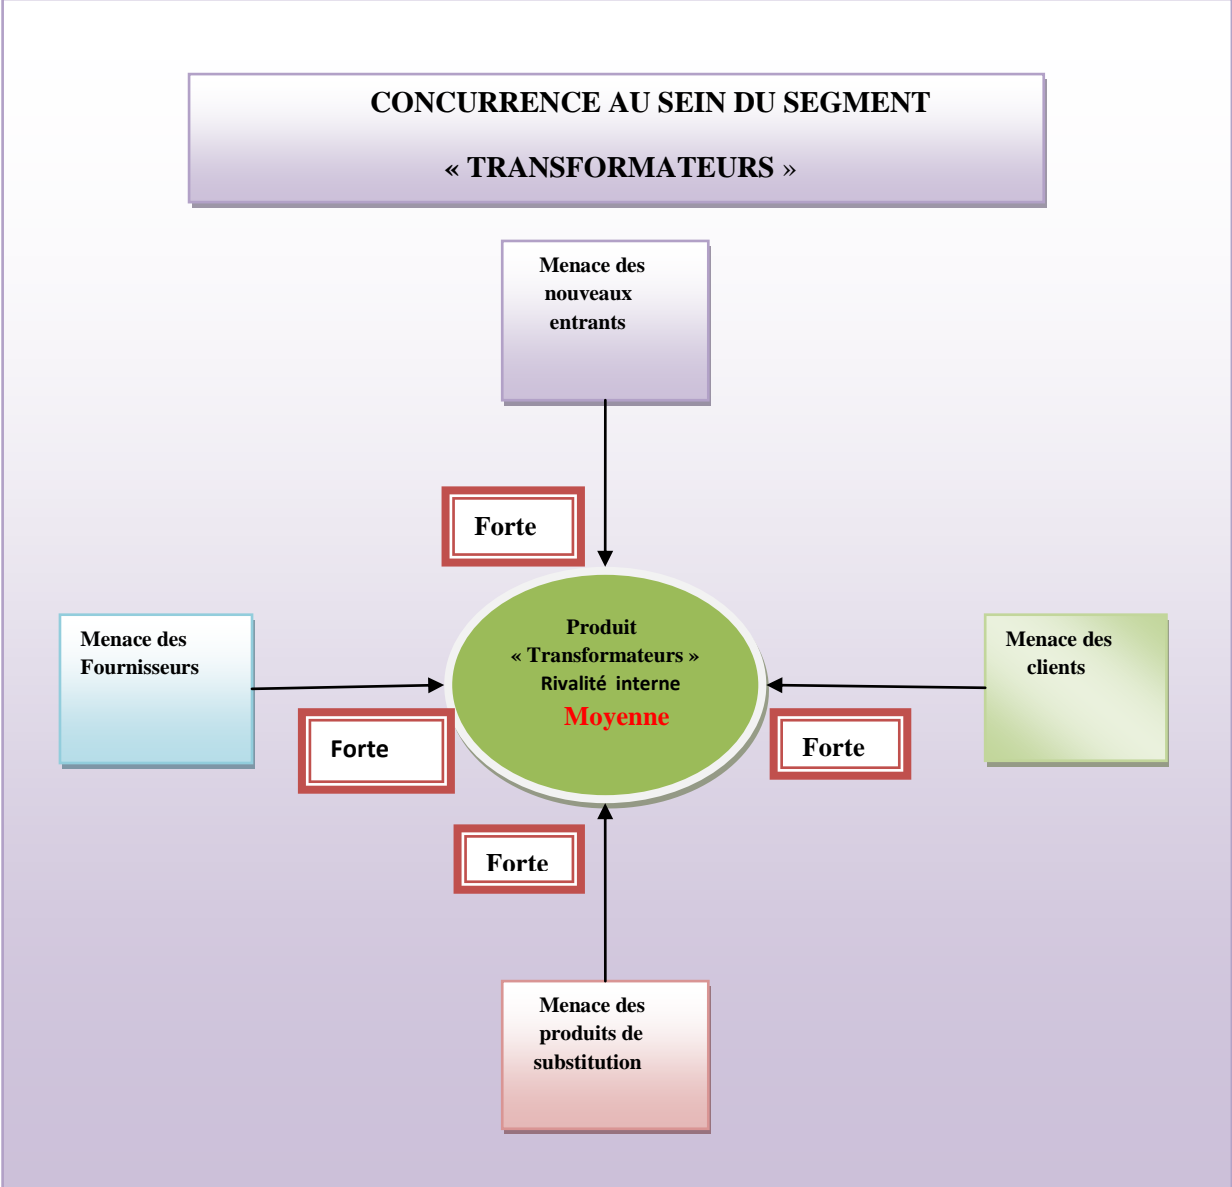 CONCURRENCE AU SEIN DU SEGMENT
« TRANSFORMATEURS »
Menace des
nouveaux
entrants
Forte
Menace des
Fournisseurs
Forte
Produit
« Transformateurs »
Rivalité interne
Moyenne
Menace des
clients
Forte
Forte
Menace des
produits de
substitution